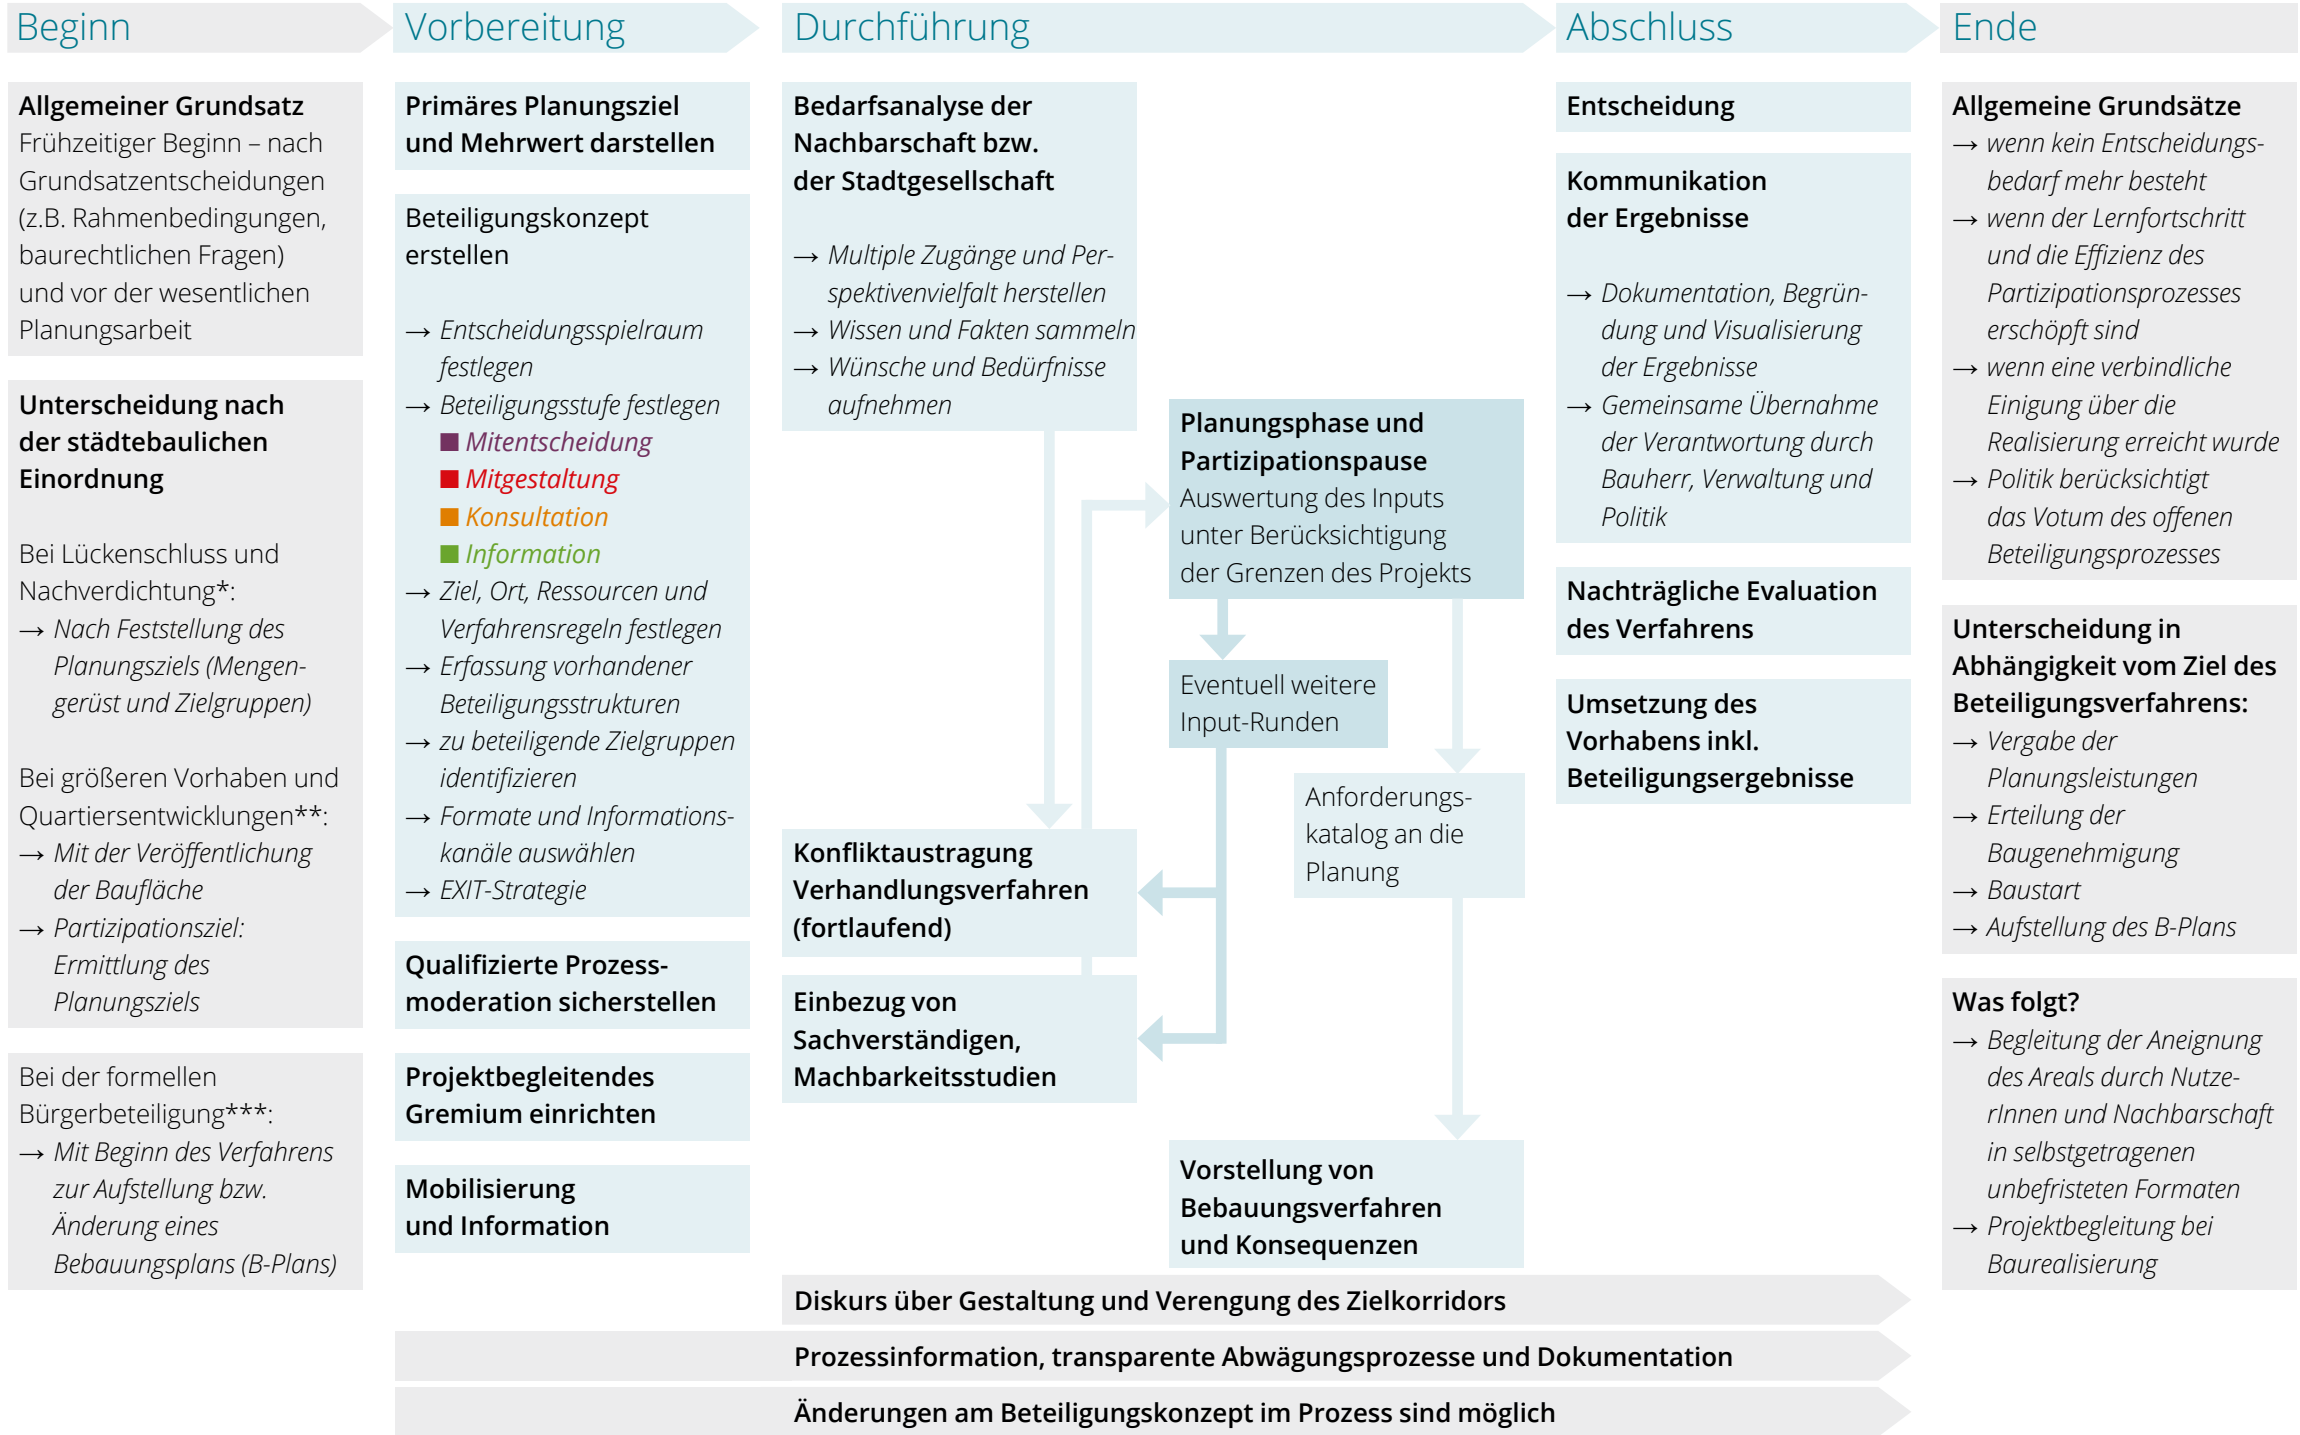 Beginn
Vorbereitung
Durchführung
Abschluss
Ende
Allgemeiner Grundsatz
Frühzeitiger Beginn – nach
Grundsatzentscheidungen
(z.B. Rahmenbedingungen,
baurechtlichen Fragen)
und vor der wesentlichen
Planungsarbeit
Unterscheidung nach
der städtebaulichen
Einordnung
Bei Lückenschluss und
Nachverdichtung*:
→ Nach Feststellung des
Planungsziels (Mengen-
gerüst und Zielgruppen)
Bei größeren Vorhaben und
Quartiersentwicklungen**:
→ Mit der Veröffentlichung
der Baufläche
→ Partizipationsziel:
Ermittlung des
Planungsziels
Bei der formellen
Bürgerbeteiligung***:
→ Mit Beginn des Verfahrens
zur Aufstellung bzw.
Änderung eines
Bebauungsplans (B-Plans)
Primäres Planungsziel
und Mehrwert darstellen
Beteiligungskonzept
erstellen
→ Entscheidungsspielraum
festlegen
→ Beteiligungsstufe festlegen
Mitentscheidung
Mitgestaltung
Konsultation
Information
→ Ziel, Ort, Ressourcen und
Verfahrensregeln festlegen
→ Erfassung vorhandener
Beteiligungsstrukturen
→ zu beteiligende Zielgruppen
identifizieren
→ Formate und Informations-
kanäle auswählen
→ EXIT-Strategie
Qualifizierte Prozess-
moderation sicherstellen
Projektbegleitendes
Gremium einrichten
Mobilisierung
und Information
Bedarfsanalyse der
Nachbarschaft bzw.
der Stadtgesellschaft
→ Multiple Zugänge und Per-
spektivenvielfalt herstellen
→ Wissen und Fakten sammeln
→ Wünsche und Bedürfnisse
aufnehmen
Planungsphase und
Partizipationspause
Auswertung des Inputs
unter Berücksichtigung
der Grenzen des Projekts
Eventuell weitere
Input-Runden
Anforderungs-
katalog an die
Planung
Konfliktaustragung
Verhandlungsverfahren
(fortlaufend)
Einbezug von
Sachverständigen,
Machbarkeitsstudien
Vorstellung von
Bebauungsverfahren
und Konsequenzen
Entscheidung
Kommunikation
der Ergebnisse
→ Dokumentation, Begrün-
dung und Visualisierung
der Ergebnisse
→ Gemeinsame Übernahme
der Verantwortung durch
Bauherr, Verwaltung und
Politik
Nachträgliche Evaluation
des Verfahrens
Umsetzung des
Vorhabens inkl.
Beteiligungsergebnisse
Allgemeine Grundsätze
→ wenn kein Entscheidungs-
bedarf mehr besteht
→ wenn der Lernfortschritt
und die Effizienz des
Partizipationsprozesses
erschöpft sind
→ wenn eine verbindliche
Einigung über die
Realisierung erreicht wurde
→ Politik berücksichtigt
das Votum des offenen
Beteiligungsprozesses
Unterscheidung in
Abhängigkeit vom Ziel des
Beteiligungsverfahrens:
→ Vergabe der
Planungsleistungen
→ Erteilung der
Baugenehmigung
→ Baustart
→ Aufstellung des B-Plans
Was folgt?
→ Begleitung der Aneignung
des Areals durch Nutze-
rInnen und Nachbarschaft
in selbstgetragenen
unbefristeten Formaten
→ Projektbegleitung bei
Baurealisierung
Diskurs über Gestaltung und Verengung des Zielkorridors
Prozessinformation, transparente Abwägungsprozesse und Dokumentation
Änderungen am Beteiligungskonzept im Prozess sind möglich